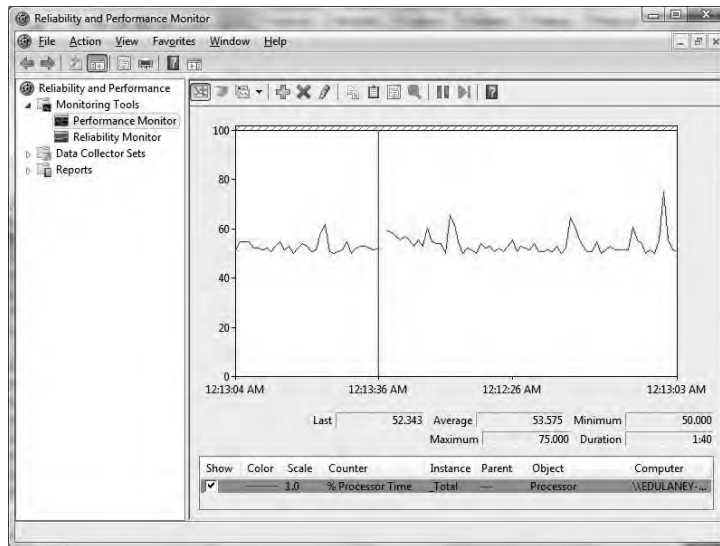 Reliability and Performance Monitor
File Action View Favorites Window Help
Reliability and Performance
Monitoring Tools
Performance Monitor
Reliability Monitor
Data Collector Sets
Reports
100
80
60
40
20
0
12:13:04 AM 12:13:36 AM 12:12:26 AM 12:13:03 AM
Last 52.343 Average 53.575 Minimum 50.000
Maximum 75.000 Duration 1:40
Show Color Scale Counter Instance Parent Object Computer
1.0 % Processor Time _Total --- Processor \\EDULANEY-...